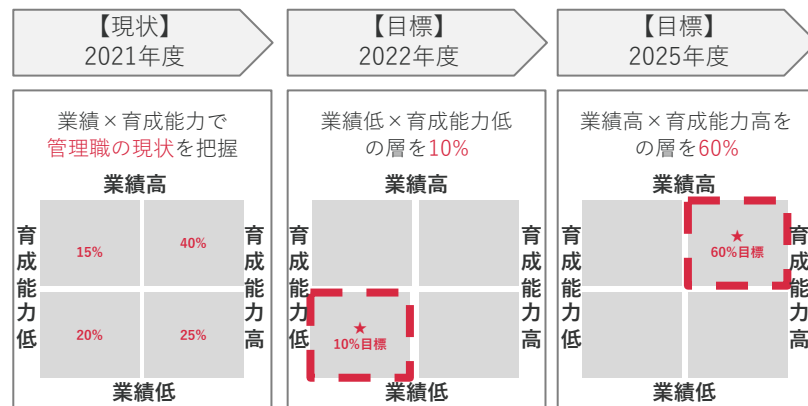 【現状】
2021年度
業績×育成能力で
管理職の現状を把握
業績高
育成能力低
15%
40%
20%
25%
育成能力高
業績低
【目標】
2022年度
業績低×育成能力低
の層を10%
業績高
育成能力低
★
10%目標
育成能力高
業績低
【目標】
2025年度
業績高×育成能力高を
の層を60%
業績高
育成能力低
★
60%目標
育成能力高
業績低